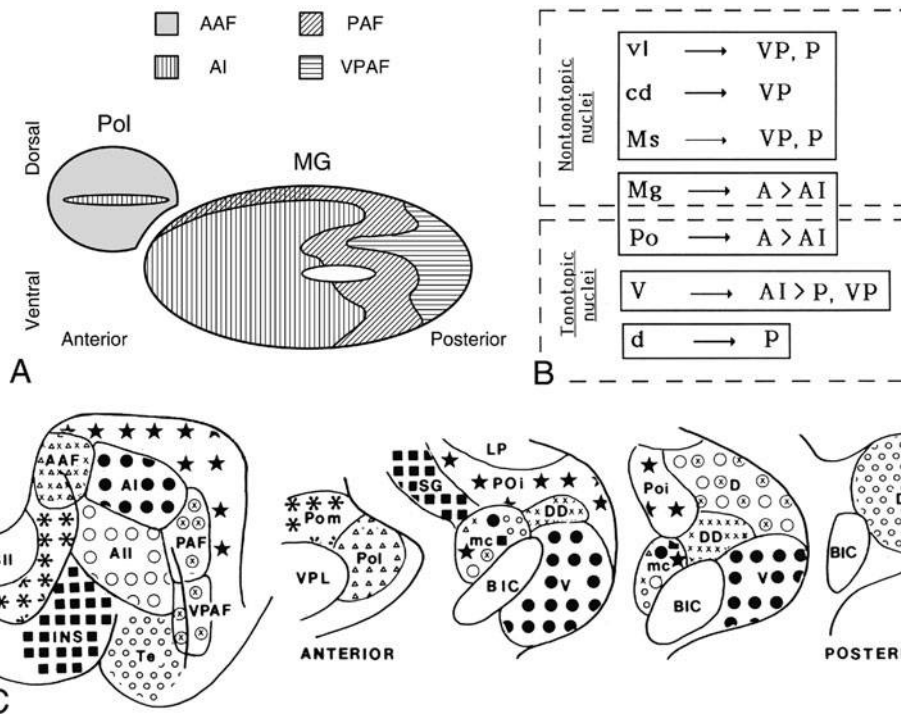 AAF
PAF
AI
VPAF
Pol
MG
Dorsal
Ventral
Anterior
Posterior
A
Nontonotopic nuclei
vl → VP, P
cd → VP
Ms → VP, P
Mg → A > AI
Po → A > AI
Tonotopic nuclei
V → AI > P, VP
d → P
B
AAF
AI
AII
PAF
VPAF
INS
Te
Pom
Pol
VPL
ANTERIOR
LP
SG
POi
DD
mc
BIC
V
Poi
D
DD
mc
BIC
V
D
BIC
POSTERI
C